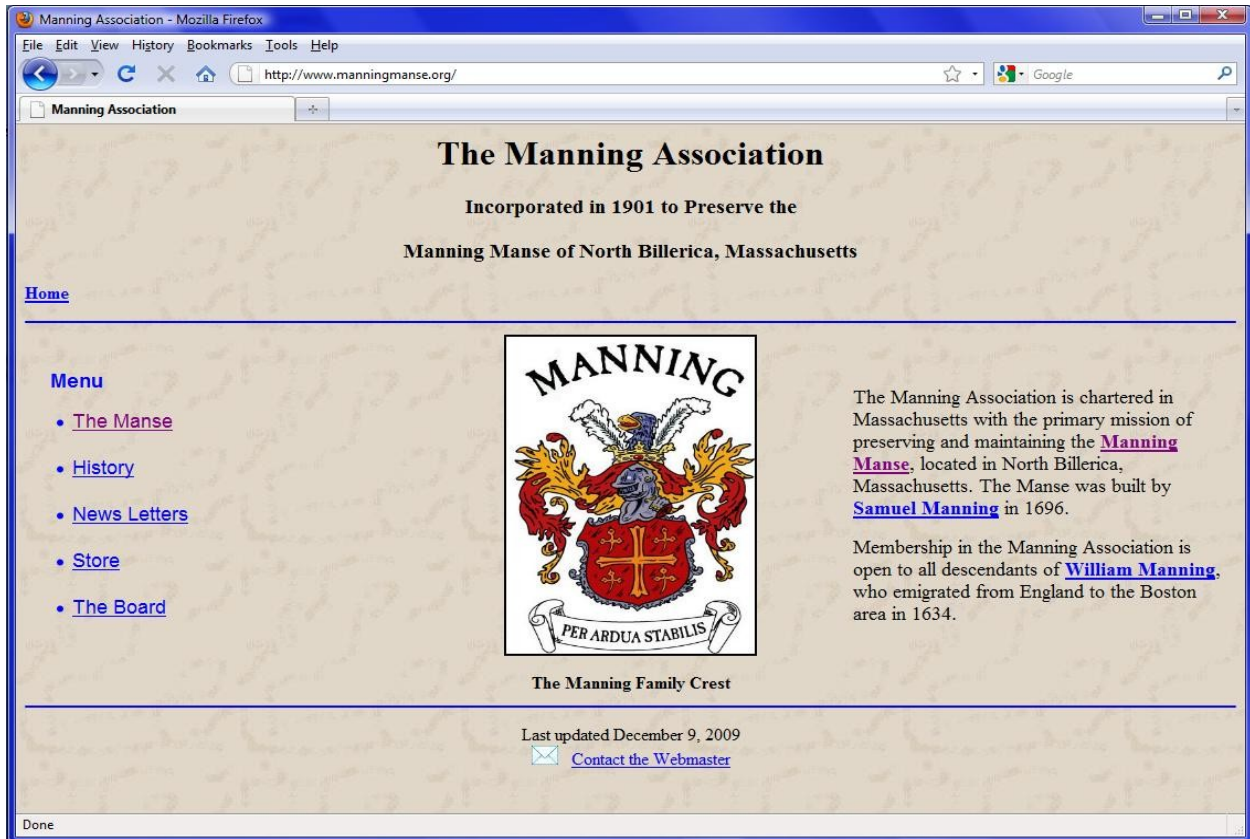 Manning Association - Mozilla Firefox
File Edit View History Bookmarks Tools Help
http://www.manningmanse.org/
Google
Manning Association
The Manning Association
Incorporated in 1901 to Preserve the
Manning Manse of North Billerica, Massachusetts
Home
Menu
• The Manse
• History
• News Letters
• Store
• The Board
MANNING
PER ARDUA STABILIS
The Manning Family Crest
The Manning Association is chartered in
Massachusetts with the primary mission of
preserving and maintaining the Manning
Manse, located in North Billerica,
Massachusetts. The Manse was built by
Samuel Manning in 1696.
Membership in the Manning Association is
open to all descendants of William Manning,
who emigrated from England to the Boston
area in 1634.
Last updated December 9, 2009
Contact the Webmaster
Done